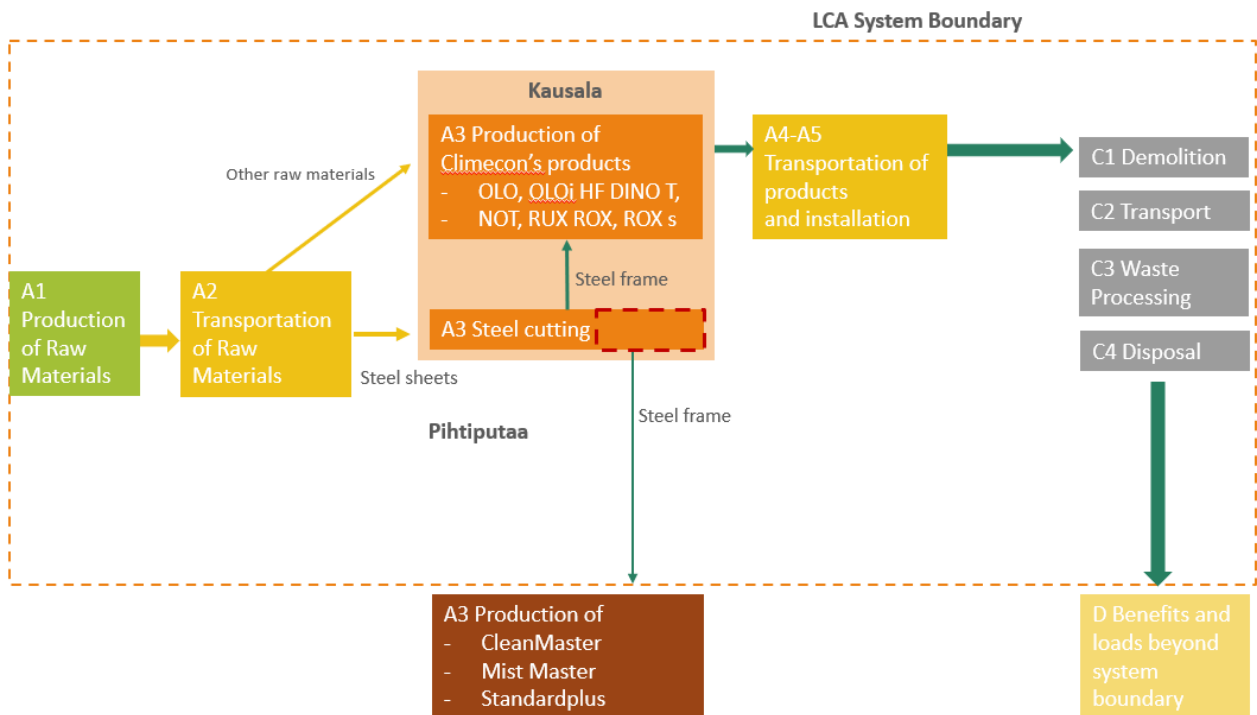 LCA System Boundary
Kausala
A3 Production of
Climecon's products
- OLO, OLOi HF DINO T,
- NOT, RUX ROX, ROX s
A4-A5
Transportation of
products
and installation
C1 Demolition
C2 Transport
C3 Waste
Processing
C4 Disposal
Other raw materials
Steel frame
A1
Production
of Raw
Materials
A2
Transportation
of Raw
Materials
A3 Steel cutting
Steel sheets
Steel frame
Pihtiputaa
A3 Production of
- CleanMaster
- Mist Master
- Standardplus
D Benefits and
loads beyond
system
boundary